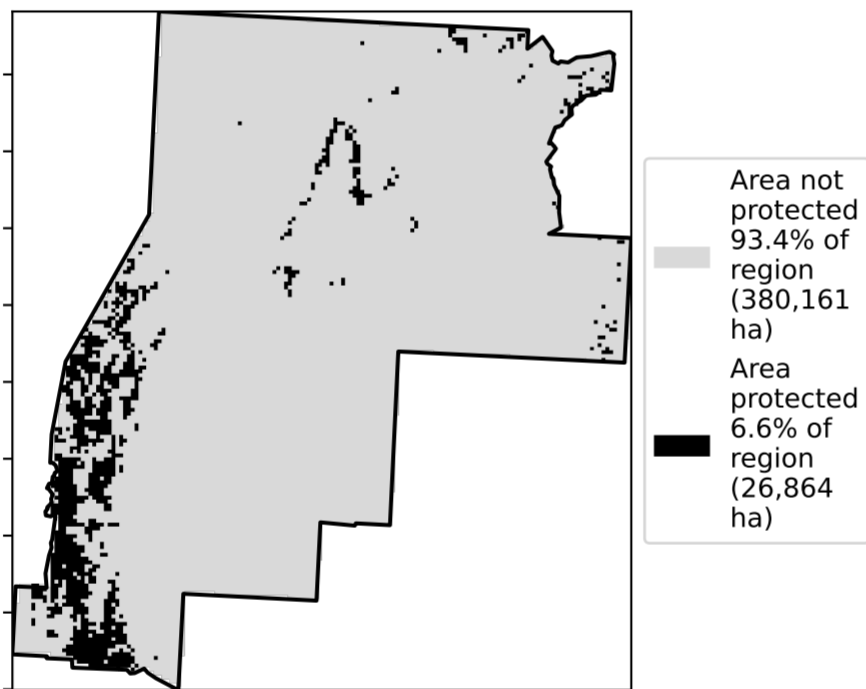 Area not
protected
93.4% of
region
(380,161
ha)
Area
protected
6.6% of
region
(26,864
ha)